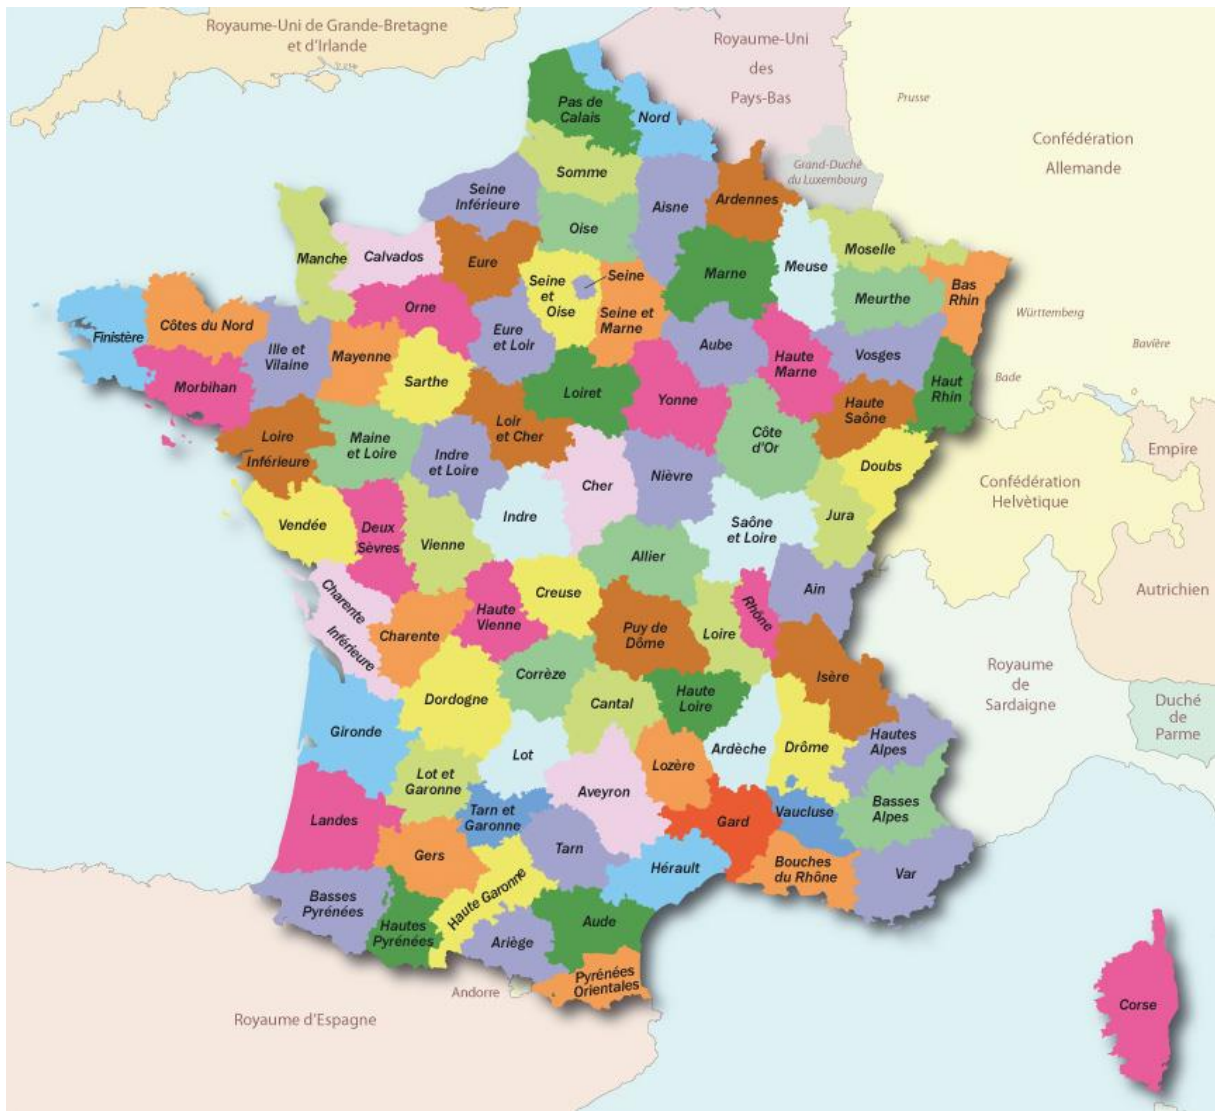 Royaume-Uni de Grande-Bretagne
et d'Irlande
Royaume-Uni
des
Pays-Bas
Prusse
Confédération
Allemande
Grand-Duché
du Luxembourg
Pas de
Calais
Nord
Somme
Seine
Inférieure
Oise
Aisne
Ardennes
Manche
Calvados
Eure
Seine
et
Oise
Seine
Seine et
Marne
Marne
Meuse
Moselle
Meurthe
Bas
Rhin
Finistère
Côtes du Nord
Ille et
Vilaine
Mayenne
Orne
Eure
et Loir
Aube
Haute
Marne
Vosges
Haut
Rhin
Württemberg
Bavière
Bade
Morbihan
Sarthe
Loiret
Yonne
Haute
Saône
Loire
Inférieure
Maine
et Loire
Indre
et Loire
Loir
et Cher
Cher
Nièvre
Côte
d'Or
Doubs
Empire
Confédération
Helvètique
Vendée
Deux
Sèvres
Vienne
Indre
Allier
Saône
et Loire
Jura
Autrichien
Charente
Inférieure
Charente
Haute
Vienne
Creuse
Puy de
Dôme
Loire
Rhône
Ain
Isère
Royaume
de
Sardaigne
Duché
de
Parme
Gironde
Dordogne
Corrèze
Cantal
Haute
Loire
Ardèche
Drôme
Hautes
Alpes
Landes
Lot et
Garonne
Lot
Tarn et
Garonne
Aveyron
Lozère
Gard
Vaucluse
Basses
Alpes
Gers
Haute Garonne
Tarn
Hérault
Bouches
du Rhône
Var
Basses
Pyrénées
Hautes
Pyrénées
Ariège
Aude
Pyrénées
Orientales
Andorre
Royaume d'Espagne
Corse